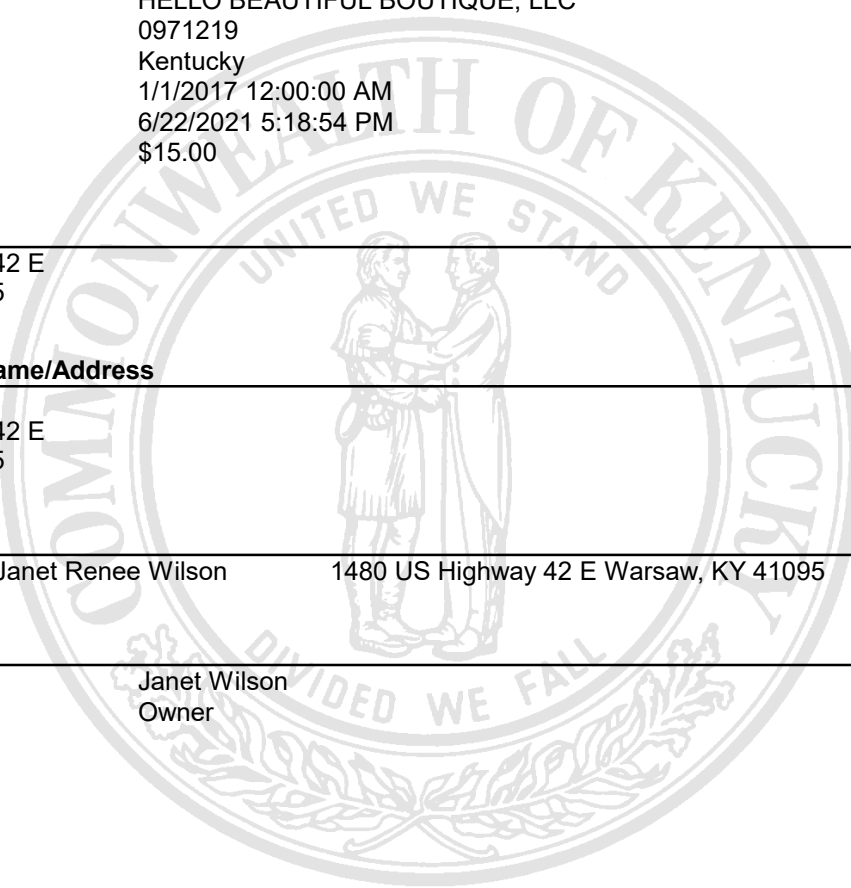 HELLO BEAUTIFUL BOUTIQUE, LLC
0971219
Kentucky
1/1/2017 12:00:00 AM
6/22/2021 5:18:54 PM
$15.00
42 E
5
ame/Address
42 E
5
Janet Renee Wilson 1480 US Highway 42 E Warsaw, KY 41095
Janet Wilson
Owner
COMMONWEALTH OF KENTUCKY
UNITED WE STAND
DIVIDED WE FALL